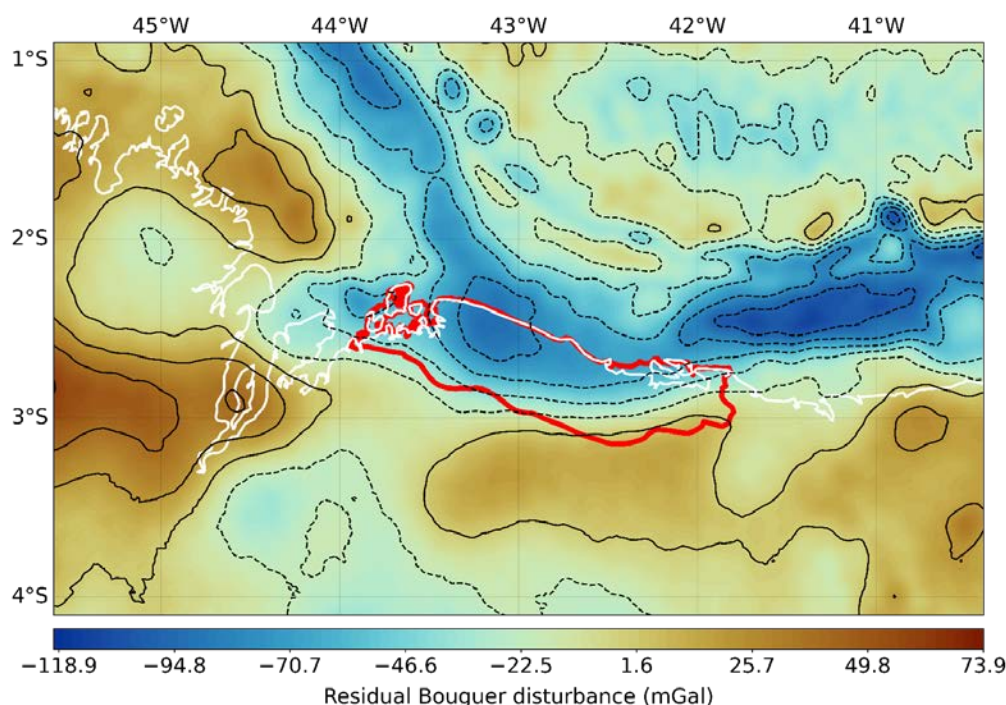 45°W 44°W 43°W 42°W 41°W
1°S
2°S
3°S
4°S
−118.9 −94.8 −70.7 −46.6 −22.5 1.6 25.7 49.8 73.9
Residual Bouguer disturbance (mGal)